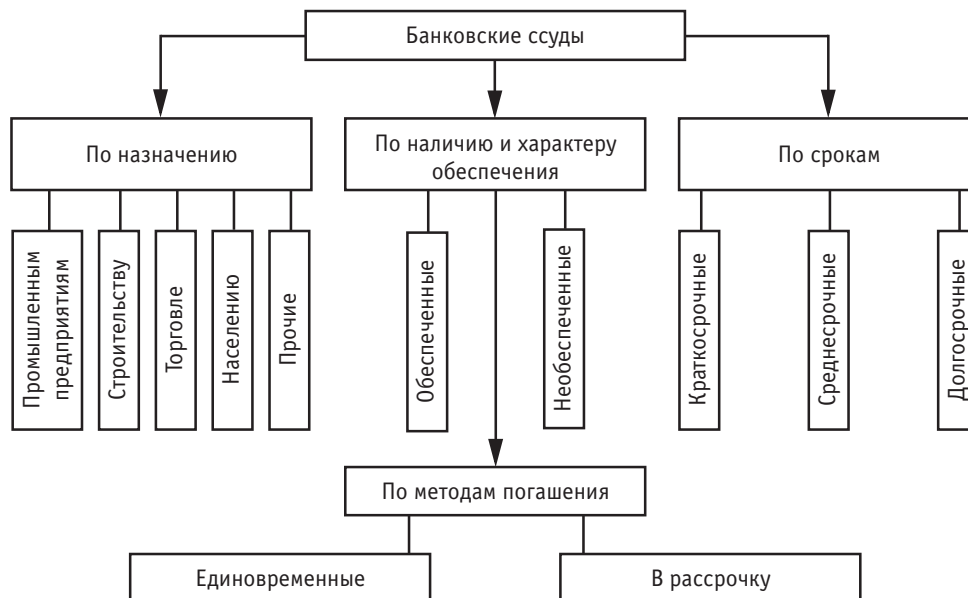 Банковские ссуды
По назначению
По наличию и характеру
обеспечения
По срокам
Промышленным
предприятиям
Строительству
Торговле
Населению
Прочие
Обеспеченные
Необеспеченные
Краткосрочные
Среднесрочные
Долгосрочные
По методам погашения
Единовременные
В рассрочку